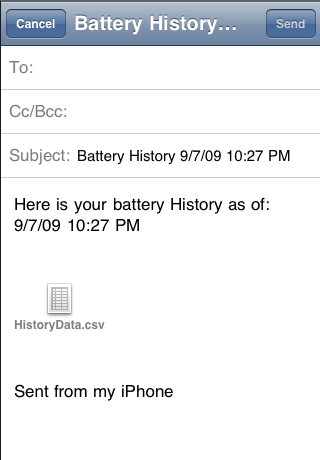 Cancel Battery History... Send
To:
Cc/Bcc:
Subject: Battery History 9/7/09 10:27 PM
Here is your battery History as of:
9/7/09 10:27 PM
HistoryData.csv
Sent from my iPhone